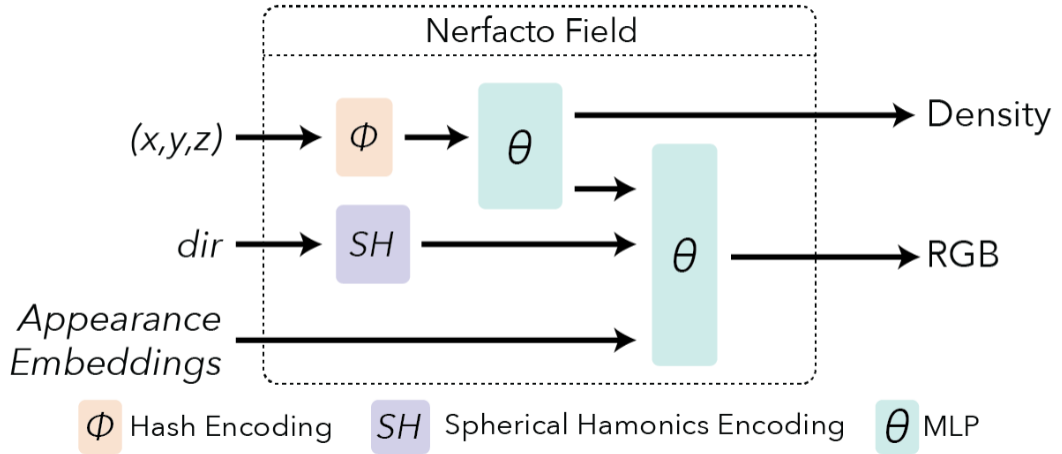 Nerfacto Field
(x,y,z)
Φ
θ
Density
dir
SH
θ
RGB
Appearance
Embeddings
Φ Hash Encoding
SH Spherical Hamonics Encoding
θ MLP